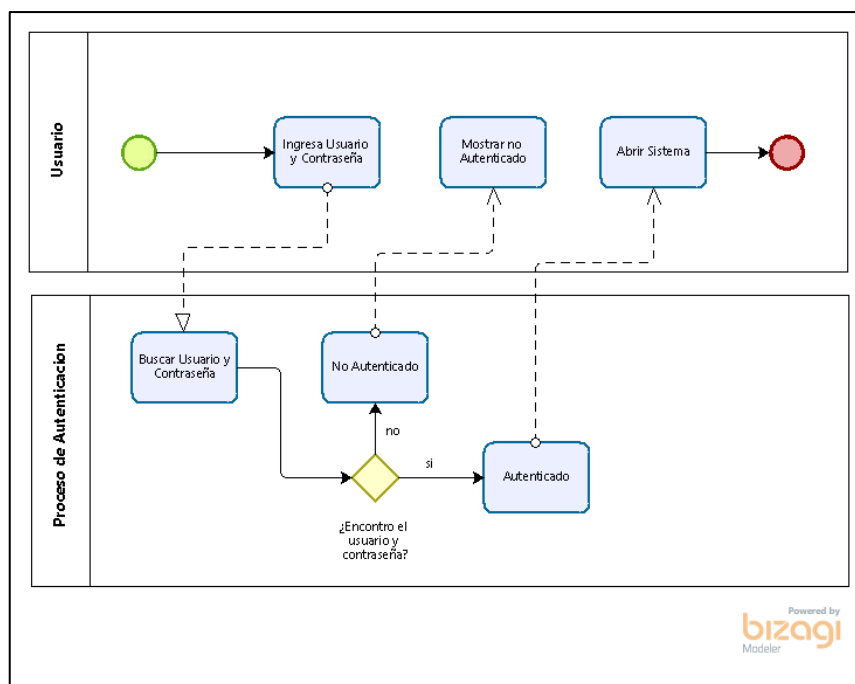 Usuario
Ingresa Usuario
y Contraseña
Mostrar no
Autenticado
Abrir Sistema
Proceso de Autenticacion
Buscar Usuario y
Contraseña
No Autenticado
no
si
Autenticado
¿Encontro el
usuario y
contraseña?
Powered by
bizagi
Modeler